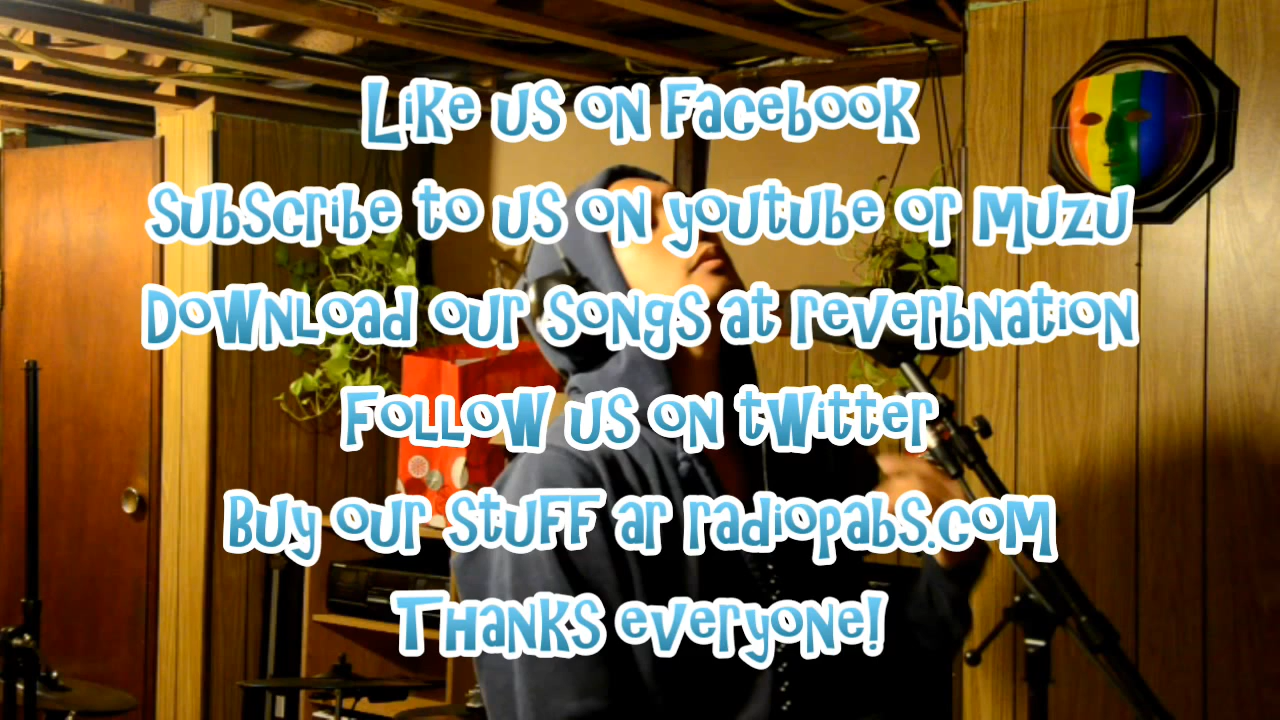 Like us on Facebook
subscribe to us on youtube or Muzu
Download our songs at reverbnation
Follow us on twitter
Buy our stuff ar radiopabs.com
Thanks everyone!